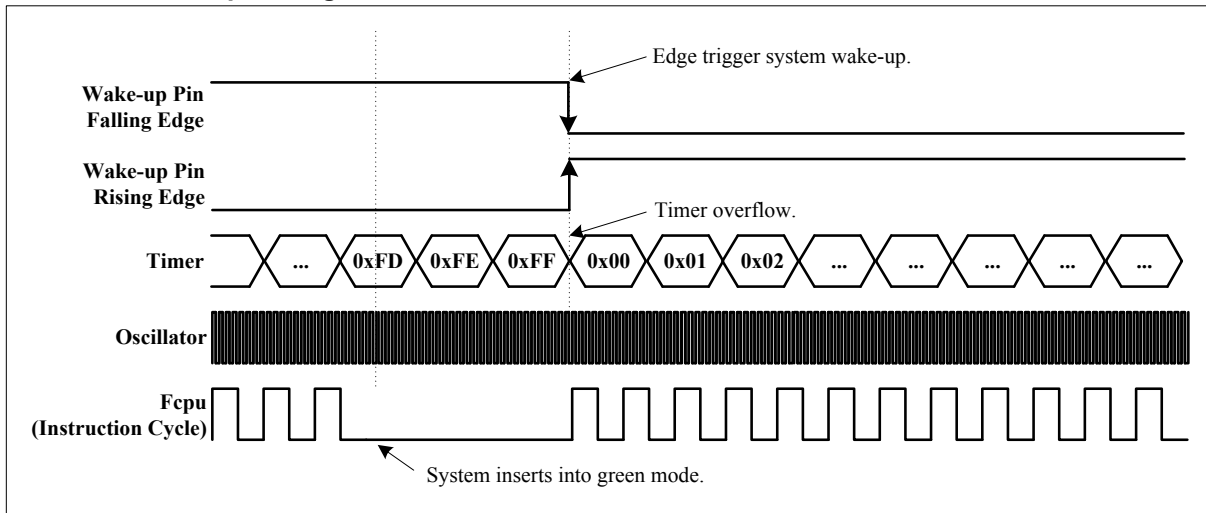 Edge trigger system wake-up.
Wake-up Pin
Falling Edge
Wake-up Pin
Rising Edge
Timer overflow.
Timer ... 0xFD 0xFE 0xFF 0x00 0x01 0x02 ... ... ... ... ...
Oscillator
Fcpu
(Instruction Cycle)
System inserts into green mode.